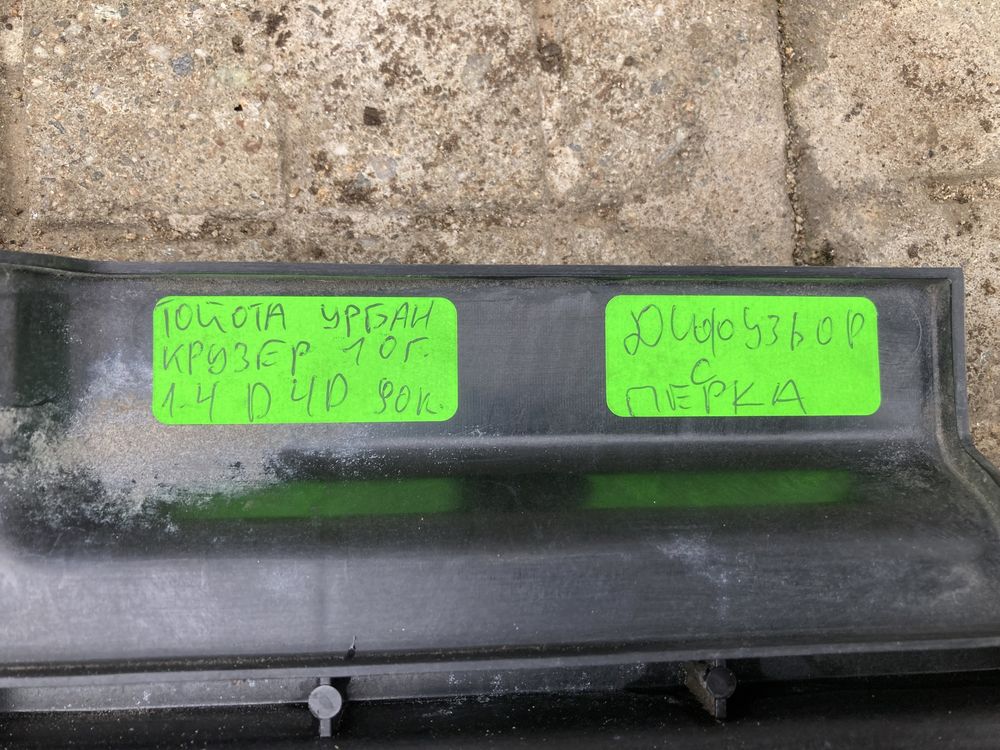 ТОЙОТА УРБАН
КРУЗЕР 10г.
1.4 D4D 90к.
ДИФУЗЬОР
С
ПЕРКА